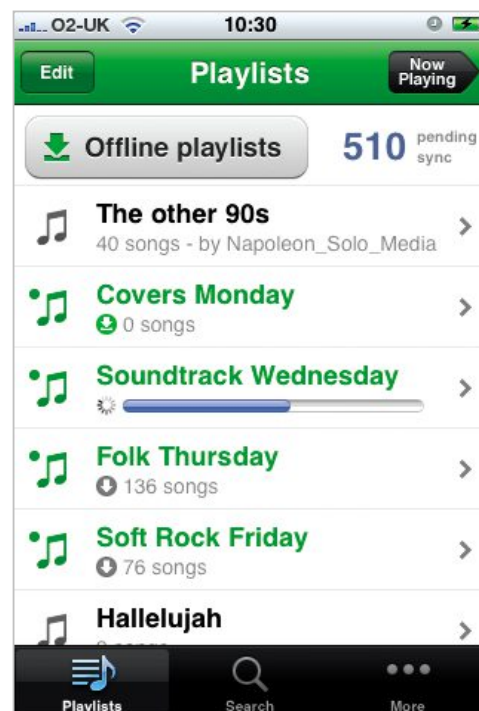 O2-UK 10:30
Edit Playlists Now Playing
Offline playlists 510 pending sync
The other 90s
40 songs - by Napoleon_Solo_Media
Covers Monday
0 songs
Soundtrack Wednesday
Folk Thursday
136 songs
Soft Rock Friday
76 songs
Hallelujah
Playlists Search More